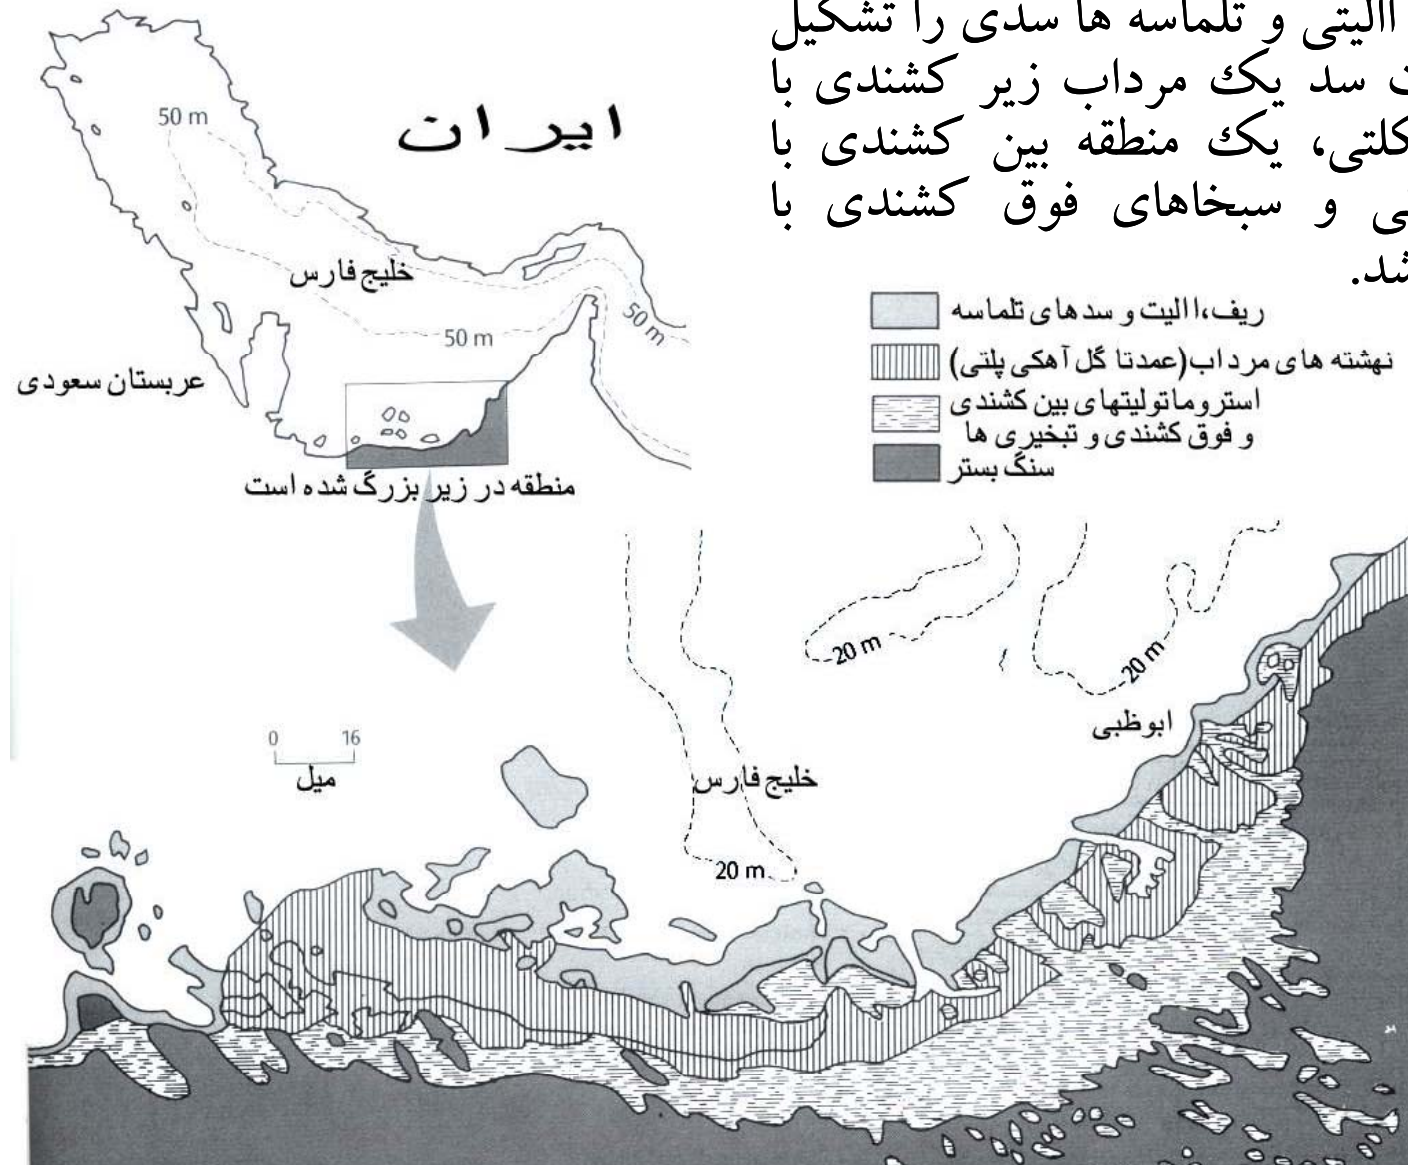 االیتی و تلماسه ها سدی را تشکیل
سد یک مرداب زیر کشندی با
یک منطقه بین کشندی با
و سبخاهای فوق کشندی با
50 m
ایران
خلیج فارس
50 m
50 m
عربستان سعودی
منطقه در زیر بزرگ شده است
ریف،االیت و سدهای تلماسه
نهشته های مرداب(عمدتا گل آهکی پلتی)
استروماتولیتهای بین کشندی
و فوق کشندی و تبخیری ها
سنگ بستر
20 m
20 m
ابوظبی
0 16
میل
خلیج فارس
20 m